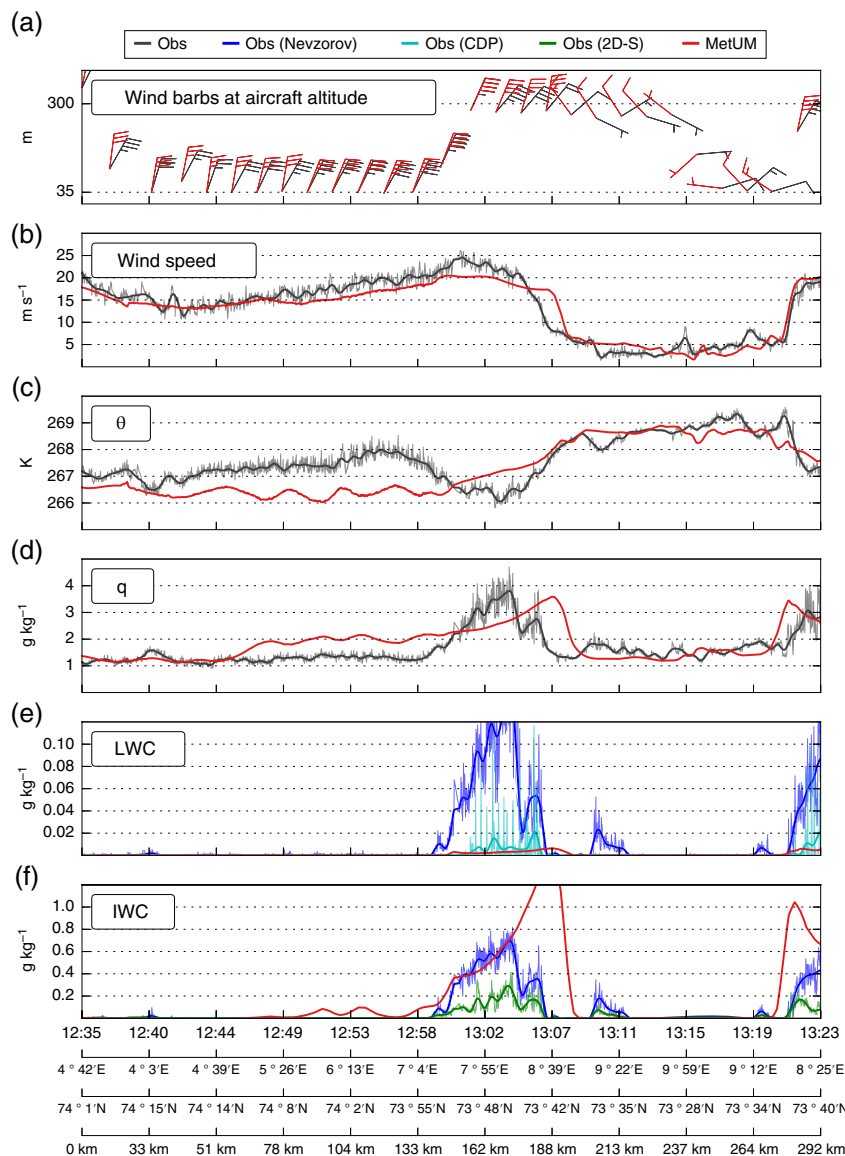 (a)
Obs Obs (Nevzorov) Obs (CDP) Obs (2D-S) MetUM
Wind barbs at aircraft altitude
300
m
35
(b)
Wind speed
25
20
15
10
5
m s⁻¹
(c)
θ
269
268
267
266
K
(d)
q
4
3
2
1
g kg⁻¹
(e)
LWC
0.10
0.08
0.06
0.04
0.02
g kg⁻¹
(f)
IWC
1.0
0.8
0.6
0.4
0.2
g kg⁻¹
12:35 12:40 12:44 12:49 12:53 12:58 13:02 13:07 13:11 13:15 13:19 13:23
4 ° 42′E 4 ° 3′E 4 ° 39′E 5 ° 26′E 6 ° 13′E 7 ° 4′E 7 ° 55′E 8 ° 39′E 9 ° 22′E 9 ° 59′E 9 ° 12′E 8 ° 25′E
74 ° 1′N 74 ° 15′N 74 ° 14′N 74 ° 8′N 74 ° 2′N 73 ° 55′N 73 ° 48′N 73 ° 42′N 73 ° 35′N 73 ° 28′N 73 ° 34′N 73 ° 40′N
0 km 33 km 51 km 78 km 104 km 133 km 162 km 188 km 213 km 237 km 264 km 292 km